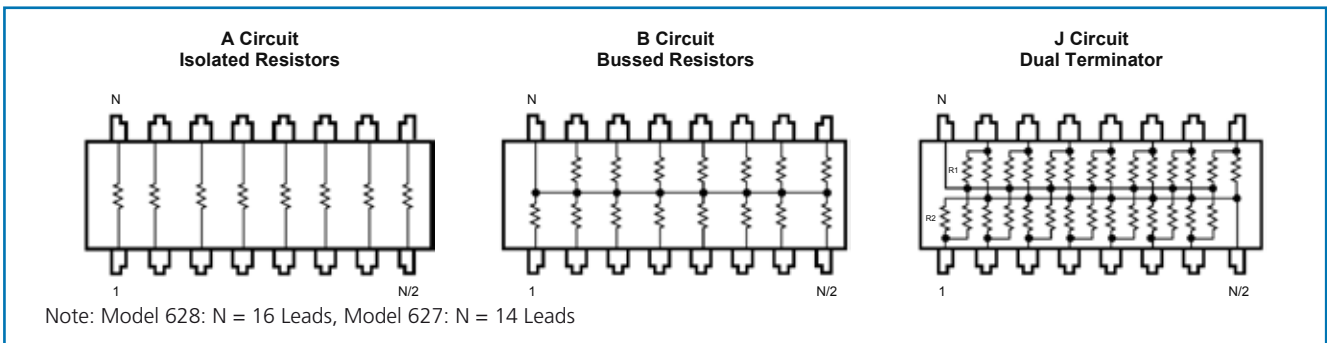 A Circuit
Isolated Resistors
B Circuit
Bussed Resistors
J Circuit
Dual Terminator
N
N
N
R1
R2
1
N/2
1
N/2
1
N/2
Note: Model 628: N = 16 Leads, Model 627: N = 14 Leads